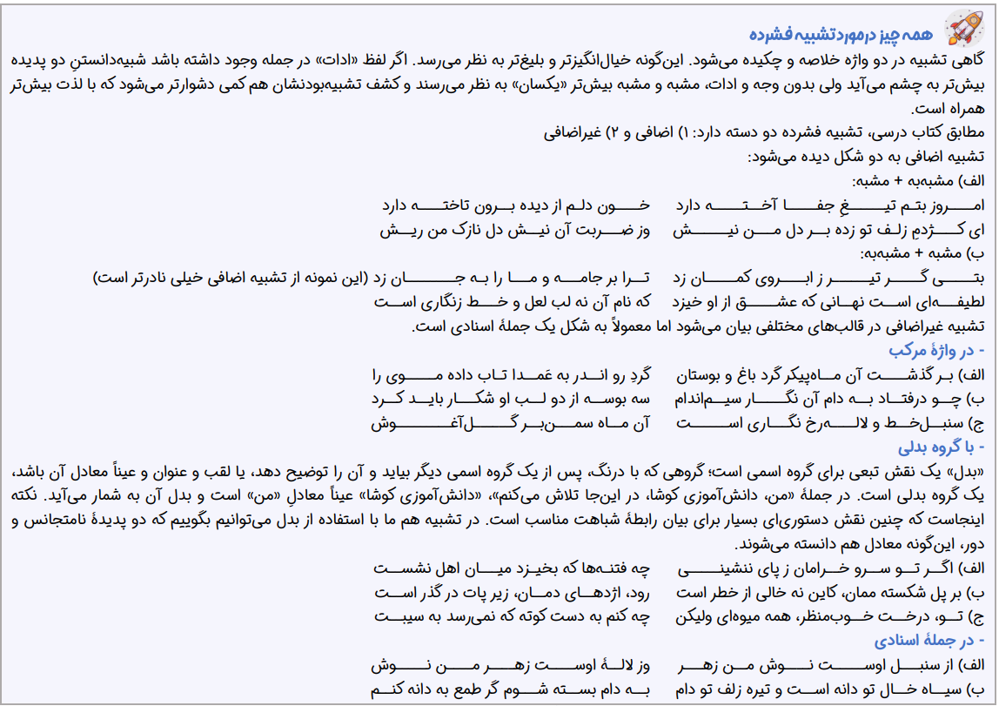 همه چیز در مورد تشبیه فشرده
گاهی تشبیه در دو واژه خلاصه و چکیده می‌شود. این‌گونه خیال‌انگیزتر و بلیغ‌تر به نظر می‌رسد. اگر لفظ «ادات» در جمله وجود داشته باشد شبیه‌دانستنِ دو پدیده
بیش‌تر به چشم می‌آید ولی بدون وجه و ادات، مشبه و مشبه بیش‌تر «یکسان» به نظر می‌رسند و کشف تشبیه‌بودنشان هم کمی دشوارتر می‌شود که با لذت بیش‌تر
همراه است.
مطابق کتاب درسی، تشبیه فشرده دو دسته دارد: ۱) اضافی و ۲) غیراضافی
تشبیه اضافی به دو شکل دیده می‌شود:
الف) مشبه‌به + مشبه:
امروز بتم تیغِ جفا آخته دارد خون دلم از دیده برون تاخته دارد
ای کژدمِ زلف تو زده بر دل من نیش وز ضربت آن نیش دل نازک من ریش
ب) مشبه + مشبه‌به:
بتی گر تیر ز ابروی کمان زد ترا بر جامه و ما را به جان زد (این نمونه از تشبیه اضافی خیلی نادرتر است)
لطیفه‌ای است نهانی که عشق از او خیزد که نام آن نه لب لعل و خط زنگاری است
تشبیه غیراضافی در قالب‌های مختلفی بیان می‌شود اما معمولاً به شکل یک جملهٔ اسنادی است.
- در واژهٔ مرکب
الف) بر گذشت آن ماه‌پیکر گرد باغ و بوستان گردِ رو اندر به عَمدا تاب داده موی را
ب) چو درفتاد به دام آن نگار سیم‌اندام سه بوسه از دو لب او شکار باید کرد
ج) سنبل‌خط و لاله‌رخ نگاری است آن ماه سمن‌بر گل‌آغوش
- با گروه بدلی
«بدل» یک نقش تبعی برای گروه اسمی است؛ گروهی که با درنگ، پس از یک گروه اسمی دیگر بیاید و آن را توضیح دهد، یا لقب و عنوان و عیناً معادل آن باشد،
یک گروه بدلی است. در جملهٔ «من، دانش‌آموزی کوشا، در این‌جا تلاش می‌کنم»، «دانش‌آموزی کوشا» عیناً معادلِ «من» است و بدل آن به شمار می‌آید. نکته
اینجاست که چنین نقش دستوری‌ای بسیار برای بیان رابطهٔ شباهت مناسب است. در تشبیه هم ما با استفاده از بدل می‌توانیم بگوییم که دو پدیدهٔ نامتجانس و
دور، این‌گونه معادل هم دانسته می‌شوند.
الف) اگر تو سرو خرامان ز پای ننشینی چه فتنه‌ها که بخیزد میان اهل نشست
ب) بر پل شکسته ممان، کاین نه خالی از خطر است رود، اژدهای دمان، زیر پات در گذر است
ج) تو، درخت خوب‌منظر، همه میوه‌ای ولیکن چه کنم به دست کوته که نمی‌رسد به سیبت
- در جملهٔ اسنادی
الف) از سنبل اوست نوش من زهر وز لالهٔ اوست زهر من نوش
ب) سیاه خال تو دانه است و تیره زلف تو دام به دام بسته شوم گر طمع به دانه کنم